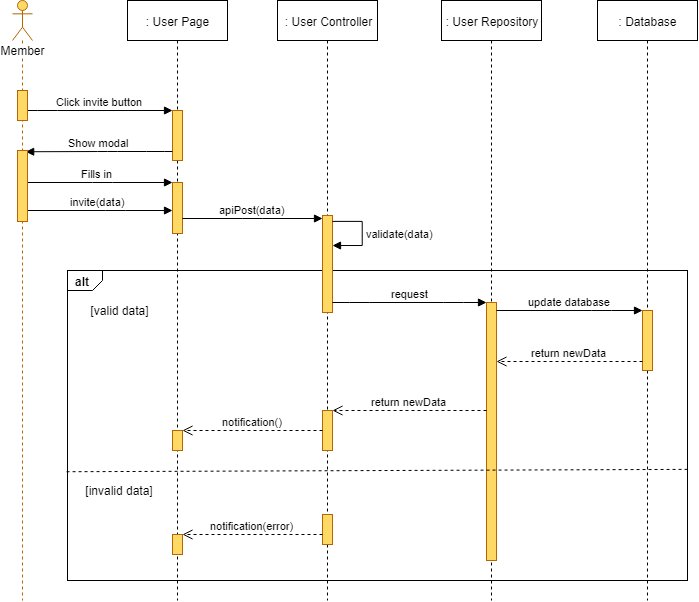 : User Page
: User Controller
: User Repository
: Database
Member
Click invite button
Show modal
Fills in
invite(data)
apiPost(data)
validate(data)
alt
[valid data]
request
update database
return newData
return newData
notification()
[invalid data]
notification(error)